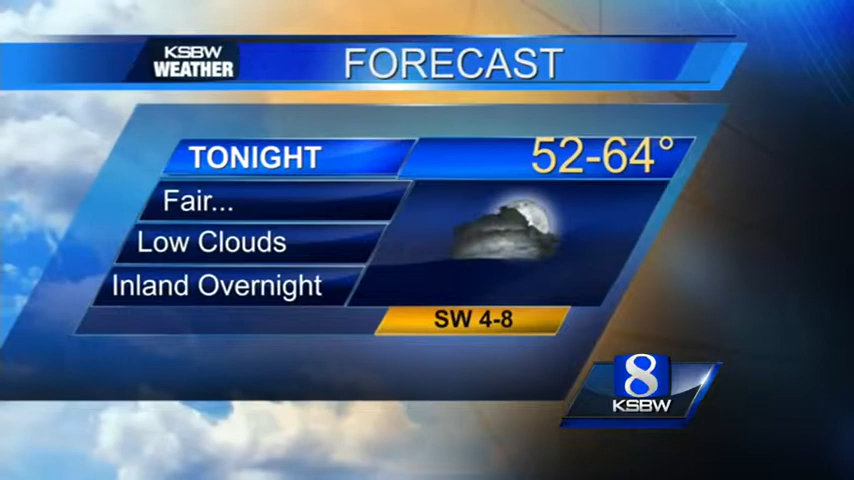 KSBW
WEATHER
FORECAST
TONIGHT
52-64°
Fair...
Low Clouds
Inland Overnight
SW 4-8
8
KSBW